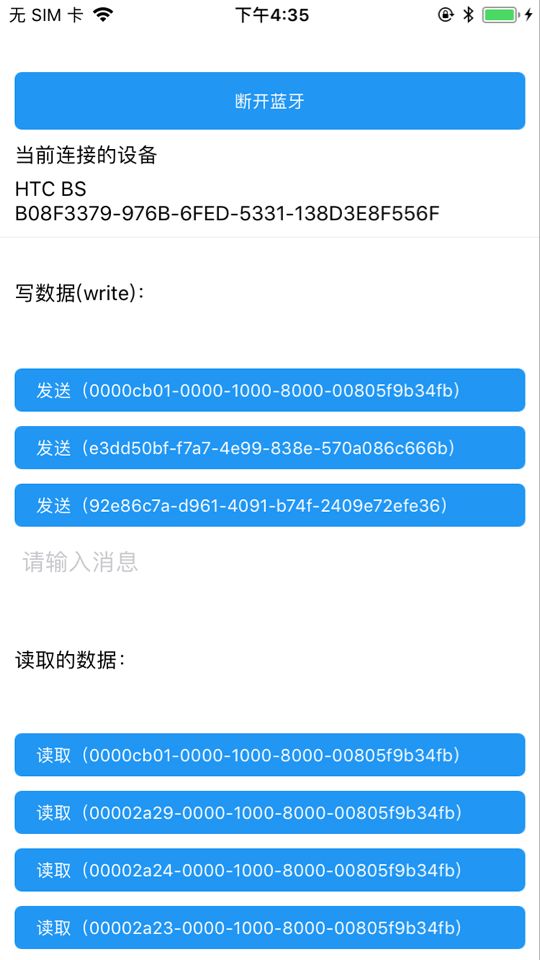 无 SIM 卡
下午4:35
断开蓝牙
当前连接的设备
HTC BS
B08F3379-976B-6FED-5331-138D3E8F556F
写数据(write)：
发送（0000cb01-0000-1000-8000-00805f9b34fb）
发送（e3dd50bf-f7a7-4e99-838e-570a086c666b）
发送（92e86c7a-d961-4091-b74f-2409e72efe36）
请输入消息
读取的数据：
读取（0000cb01-0000-1000-8000-00805f9b34fb）
读取（00002a29-0000-1000-8000-00805f9b34fb）
读取（00002a24-0000-1000-8000-00805f9b34fb）
读取（00002a23-0000-1000-8000-00805f9b34fb）